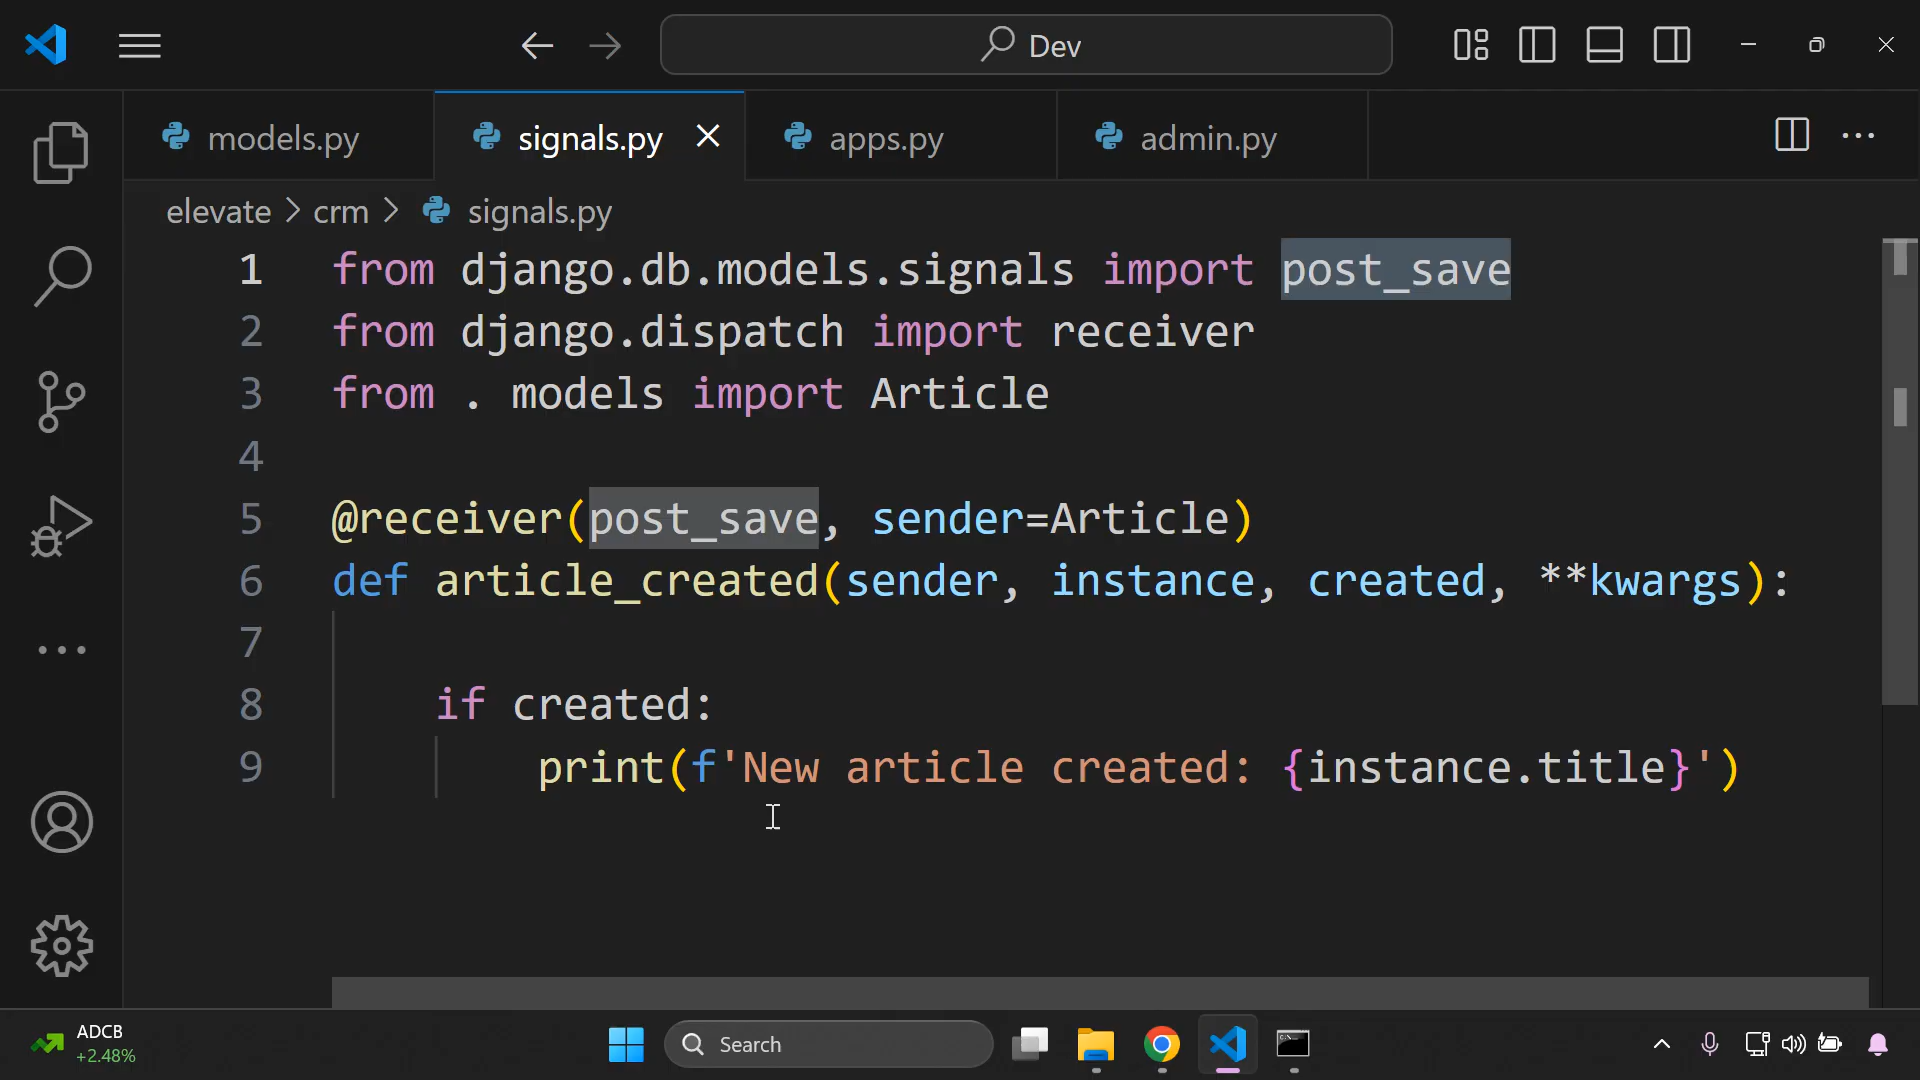 Dev
models.py
signals.py
apps.py
admin.py
elevate > crm > signals.py
1 from django.db.models.signals import post_save
2 from django.dispatch import receiver
3 from . models import Article
4
5 @receiver(post_save, sender=Article)
6 def article_created(sender, instance, created, **kwargs):
7
8 if created:
9 print(f'New article created: {instance.title}')
ADCB
+2.48%
Search